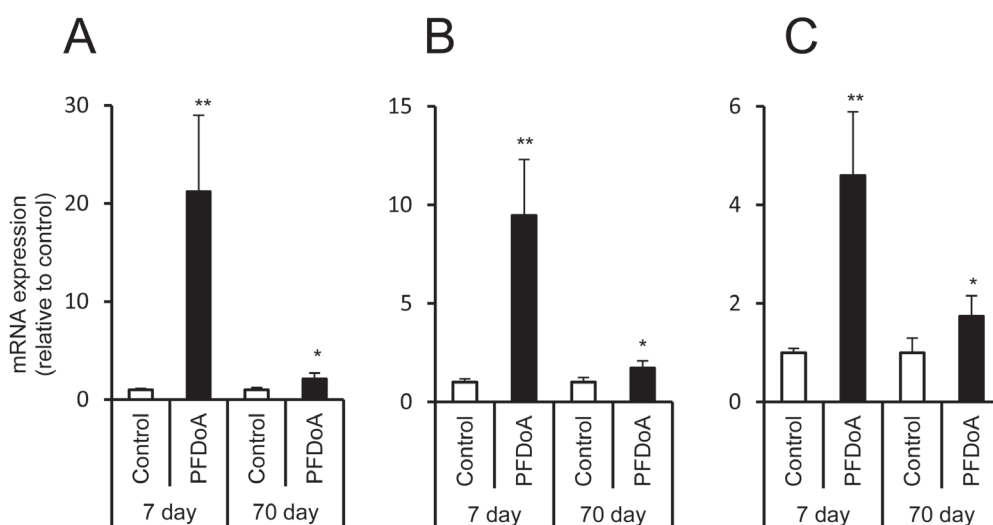 A
B
C
mRNA expression
(relative to control)
30
20
10
0
**
*
Control
PFDoA
Control
PFDoA
7 day
70 day
15
10
5
0
**
*
Control
PFDoA
Control
PFDoA
7 day
70 day
6
4
2
0
**
*
Control
PFDoA
Control
PFDoA
7 day
70 day